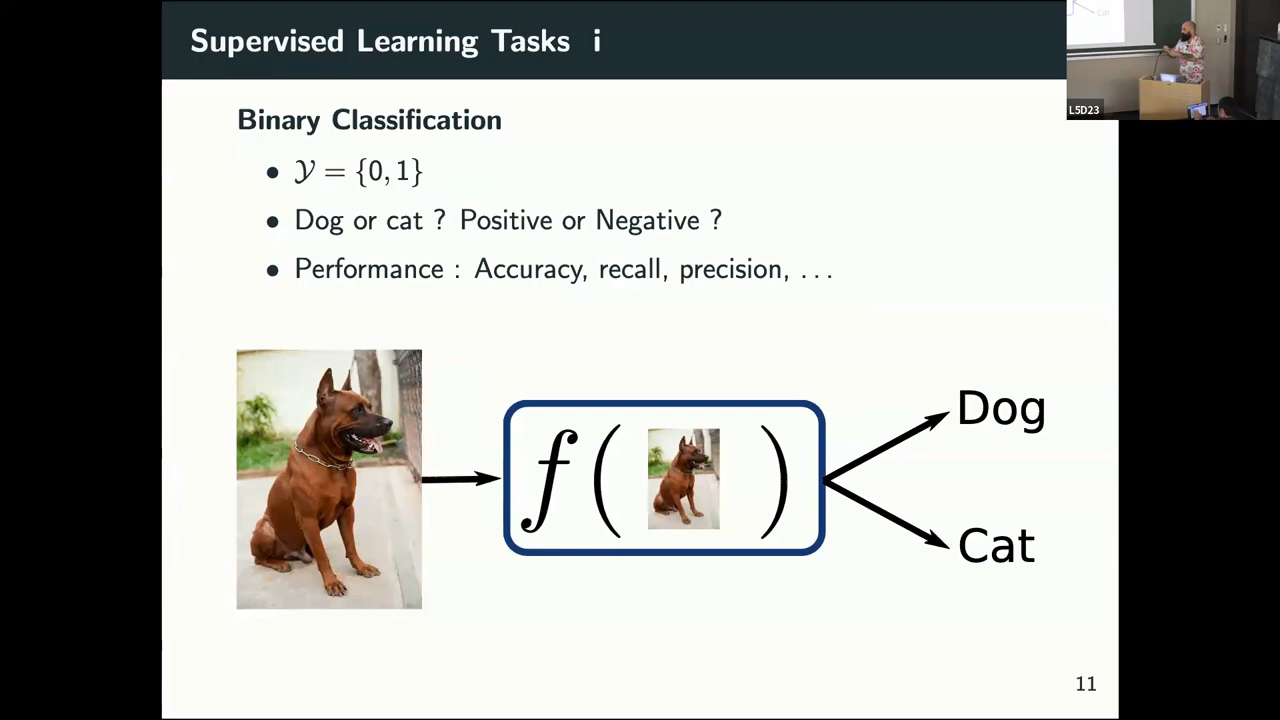 Supervised Learning Tasks i
Binary Classification
• 𝒴 = {0, 1}
• Dog or cat ? Positive or Negative ?
• Performance : Accuracy, recall, precision, ...
f( )
Dog
Cat
11
cat
L5D23